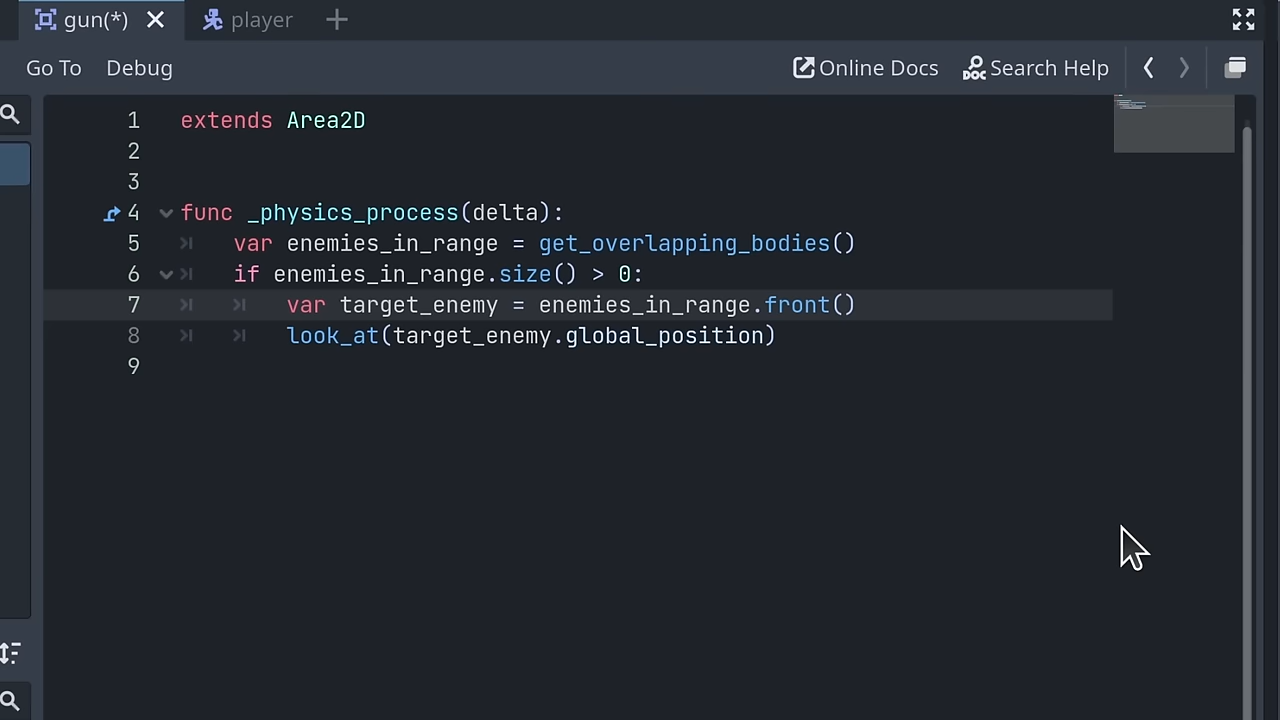 gun(*)
player
Go To Debug
Online Docs
DOC
Search Help
1 extends Area2D
2
3
4 func _physics_process(delta):
5 var enemies_in_range = get_overlapping_bodies()
6 if enemies_in_range.size() > 0:
7 var target_enemy = enemies_in_range.front()
8 look_at(target_enemy.global_position)
9